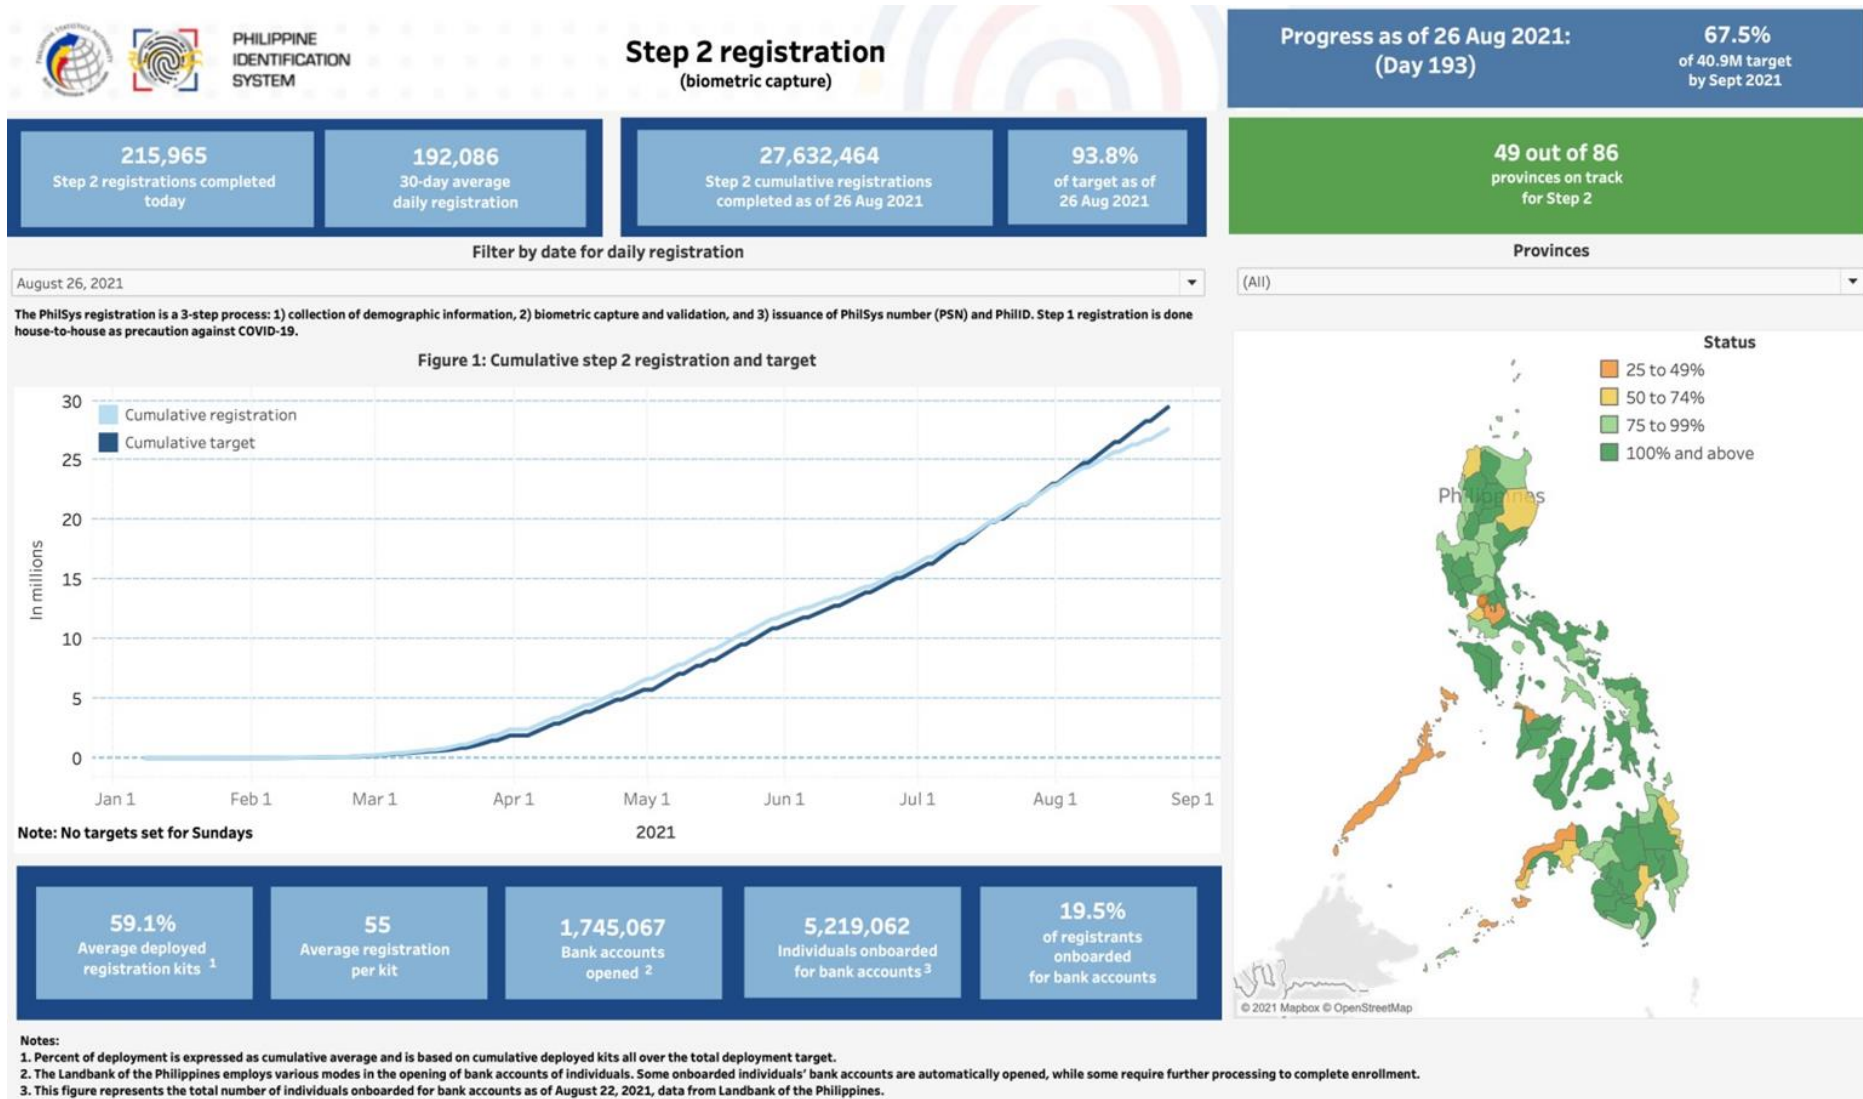 PHILIPPINE
IDENTIFICATION
SYSTEM
Step 2 registration
(biometric capture)
Progress as of 26 Aug 2021:
(Day 193)
67.5%
of 40.9M target
by Sept 2021
215,965
Step 2 registrations completed
today
192,086
30-day average
daily registration
27,632,464
Step 2 cumulative registrations
completed as of 26 Aug 2021
93.8%
of target as of
26 Aug 2021
49 out of 86
provinces on track
for Step 2
Filter by date for daily registration
August 26, 2021
Provinces
(All)
The PhilSys registration is a 3-step process: 1) collection of demographic information, 2) biometric capture and validation, and 3) issuance of PhilSys number (PSN) and PhilID. Step 1 registration is done
house-to-house as precaution against COVID-19.
Figure 1: Cumulative step 2 registration and target
Cumulative registration
Cumulative target
In millions
30
25
20
15
10
5
0
Jan 1
Feb 1
Mar 1
Apr 1
May 1
Jun 1
Jul 1
Aug 1
Sep 1
Note: No targets set for Sundays
2021
Status
25 to 49%
50 to 74%
75 to 99%
100% and above
Philippines
© 2021 Mapbox © OpenStreetMap
59.1%
Average deployed
registration kits 1
55
Average registration
per kit
1,745,067
Bank accounts
opened 2
5,219,062
Individuals onboarded
for bank accounts 3
19.5%
of registrants
onboarded
for bank accounts
Notes:
1. Percent of deployment is expressed as cumulative average and is based on cumulative deployed kits all over the total deployment target.
2. The Landbank of the Philippines employs various modes in the opening of bank accounts of individuals. Some onboarded individuals' bank accounts are automatically opened, while some require further processing to complete enrollment.
3. This figure represents the total number of individuals onboarded for bank accounts as of August 22, 2021, data from Landbank of the Philippines.